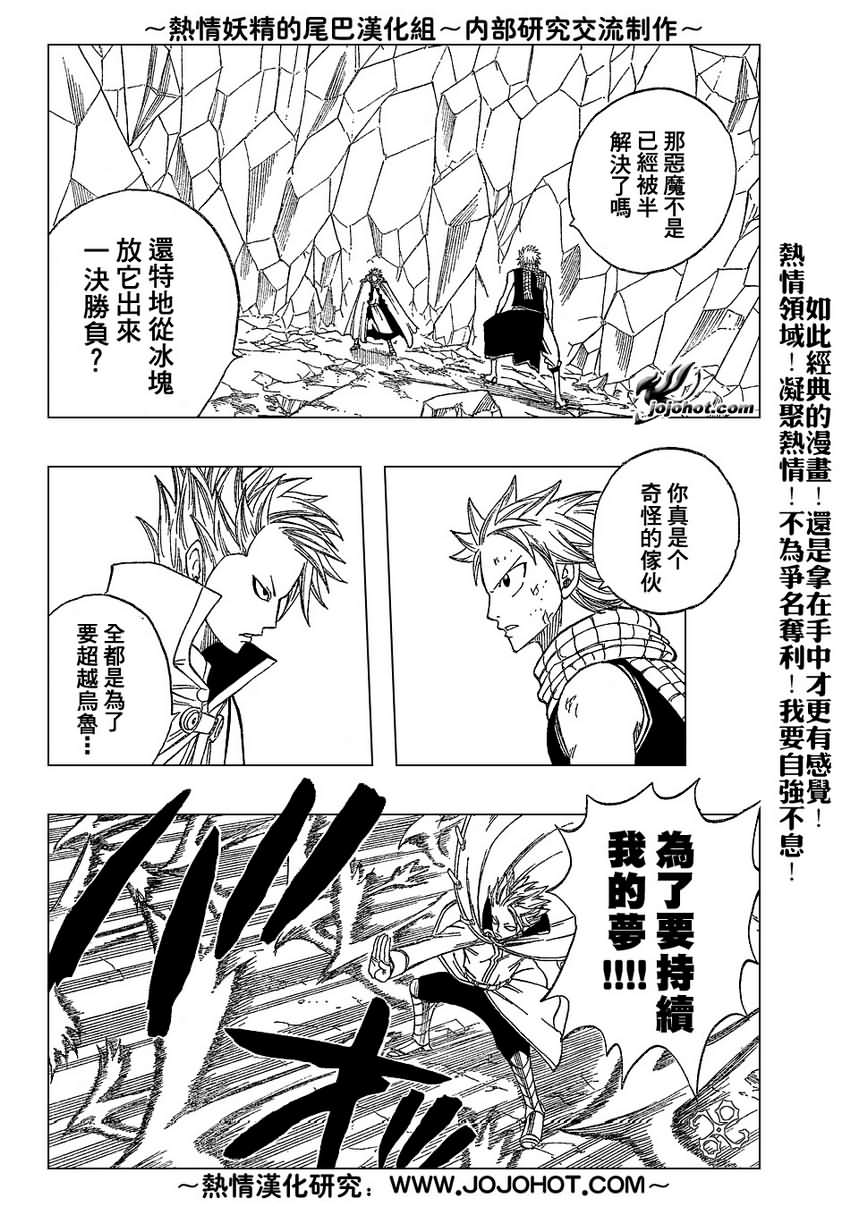 ～熱情妖精的尾巴漢化組～内部研究交流制作～
那惡魔不是
已經被半
解決了嗎
還特地從冰塊
放它出來
一決勝負？
jojohot.com
你真是个
奇怪的傢伙
全都是為了
要超越烏魯…
為了要持續
我的夢!!!!
如此經典的漫畫！還是拿在手中才更有感覺！
熱情領域！凝聚熱情！不為爭名奪利！我要自強不息！
～熱情漢化研究：WWW.JOJOHOT.COM～